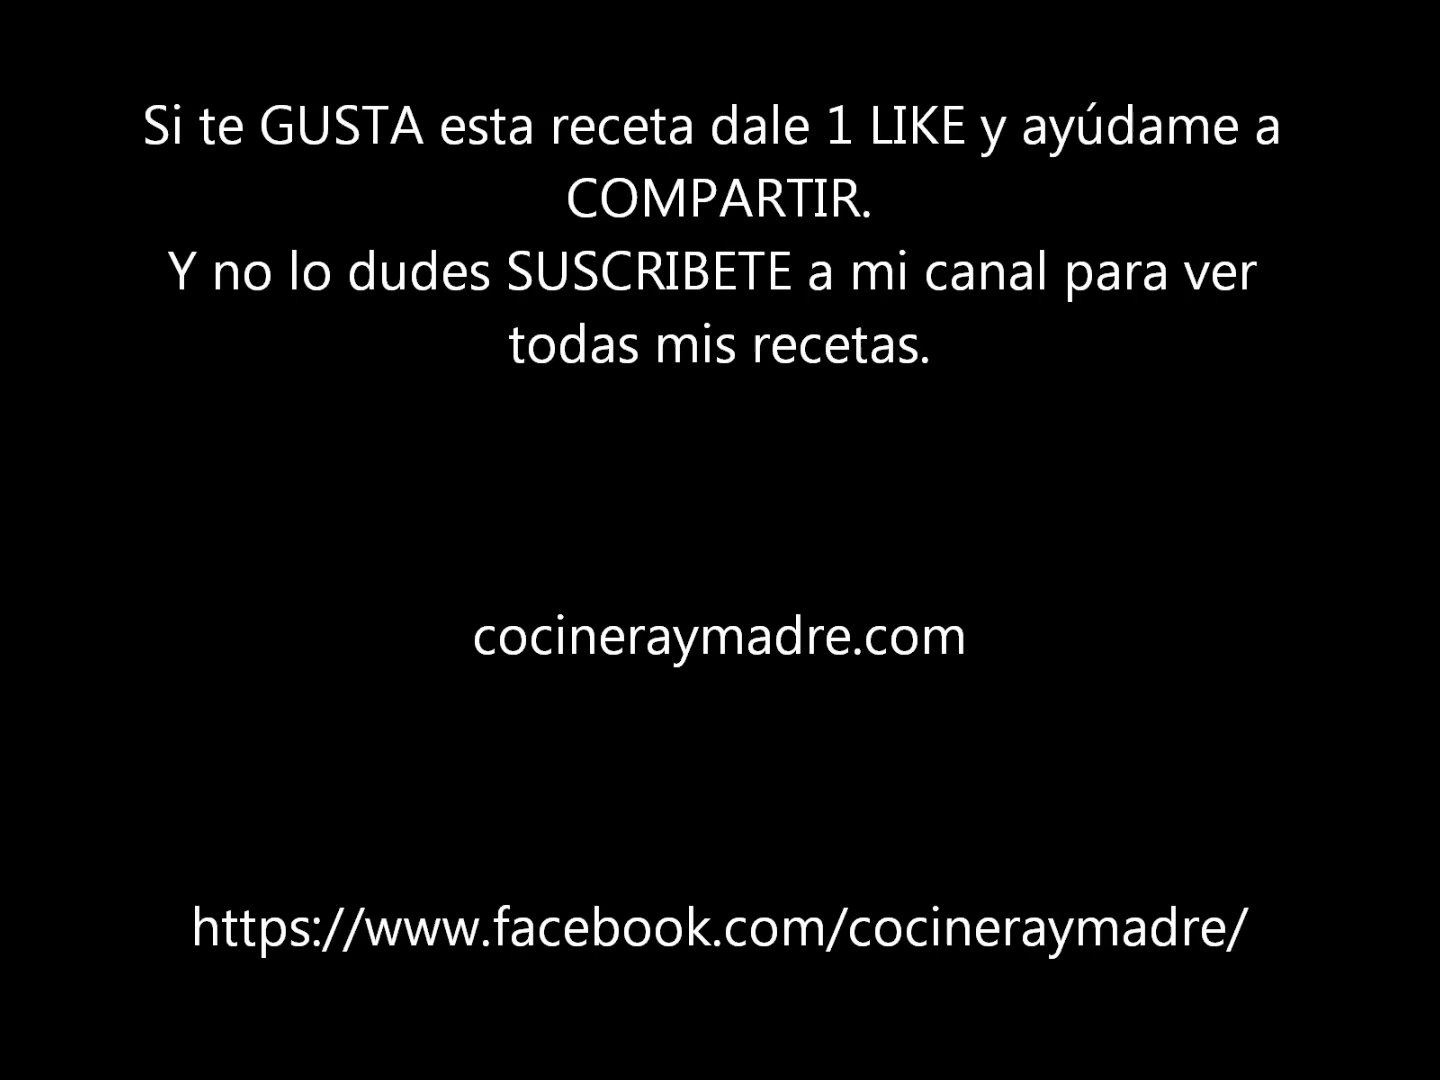 Si te GUSTA esta receta dale 1 LIKE y ayúdame a
COMPARTIR.
Y no lo dudes SUSCRIBETE a mi canal para ver
todas mis recetas.
cocineraymadre.com
https://www.facebook.com/cocineraymadre/